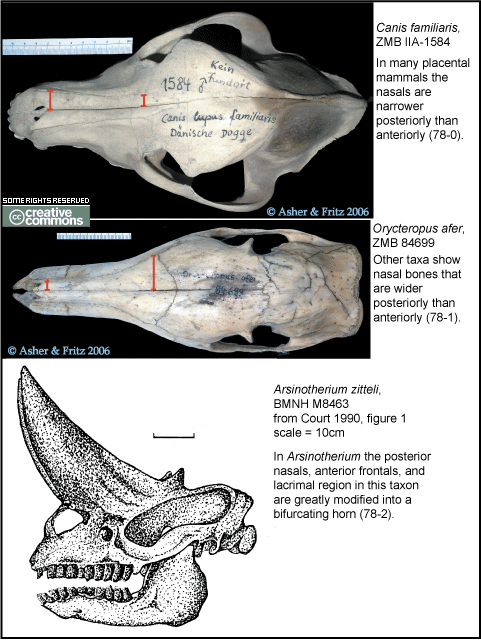 Canis familiaris,
ZMB IIA-1584
In many placental
mammals the
nasals are
narrower
posteriorly than
anteriorly (78-0).
Kein
1584 ♂ Fundort
Canis lupus familiaris
Dänische Dogge
SOME RIGHTS RESERVED
cc creative
commons
© Asher & Fritz 2006
Orycteropus afer,
ZMB 84699
Other taxa show
nasal bones that
are wider
posteriorly than
anteriorly (78-1).
84699
© Asher & Fritz 2006
Arsinotherium zitteli,
BMNH M8463
from Court 1990, figure 1
scale = 10cm
In Arsinotherium the posterior
nasals, anterior frontals, and
lacrimal region in this taxon
are greatly modified into a
bifurcating horn (78-2).